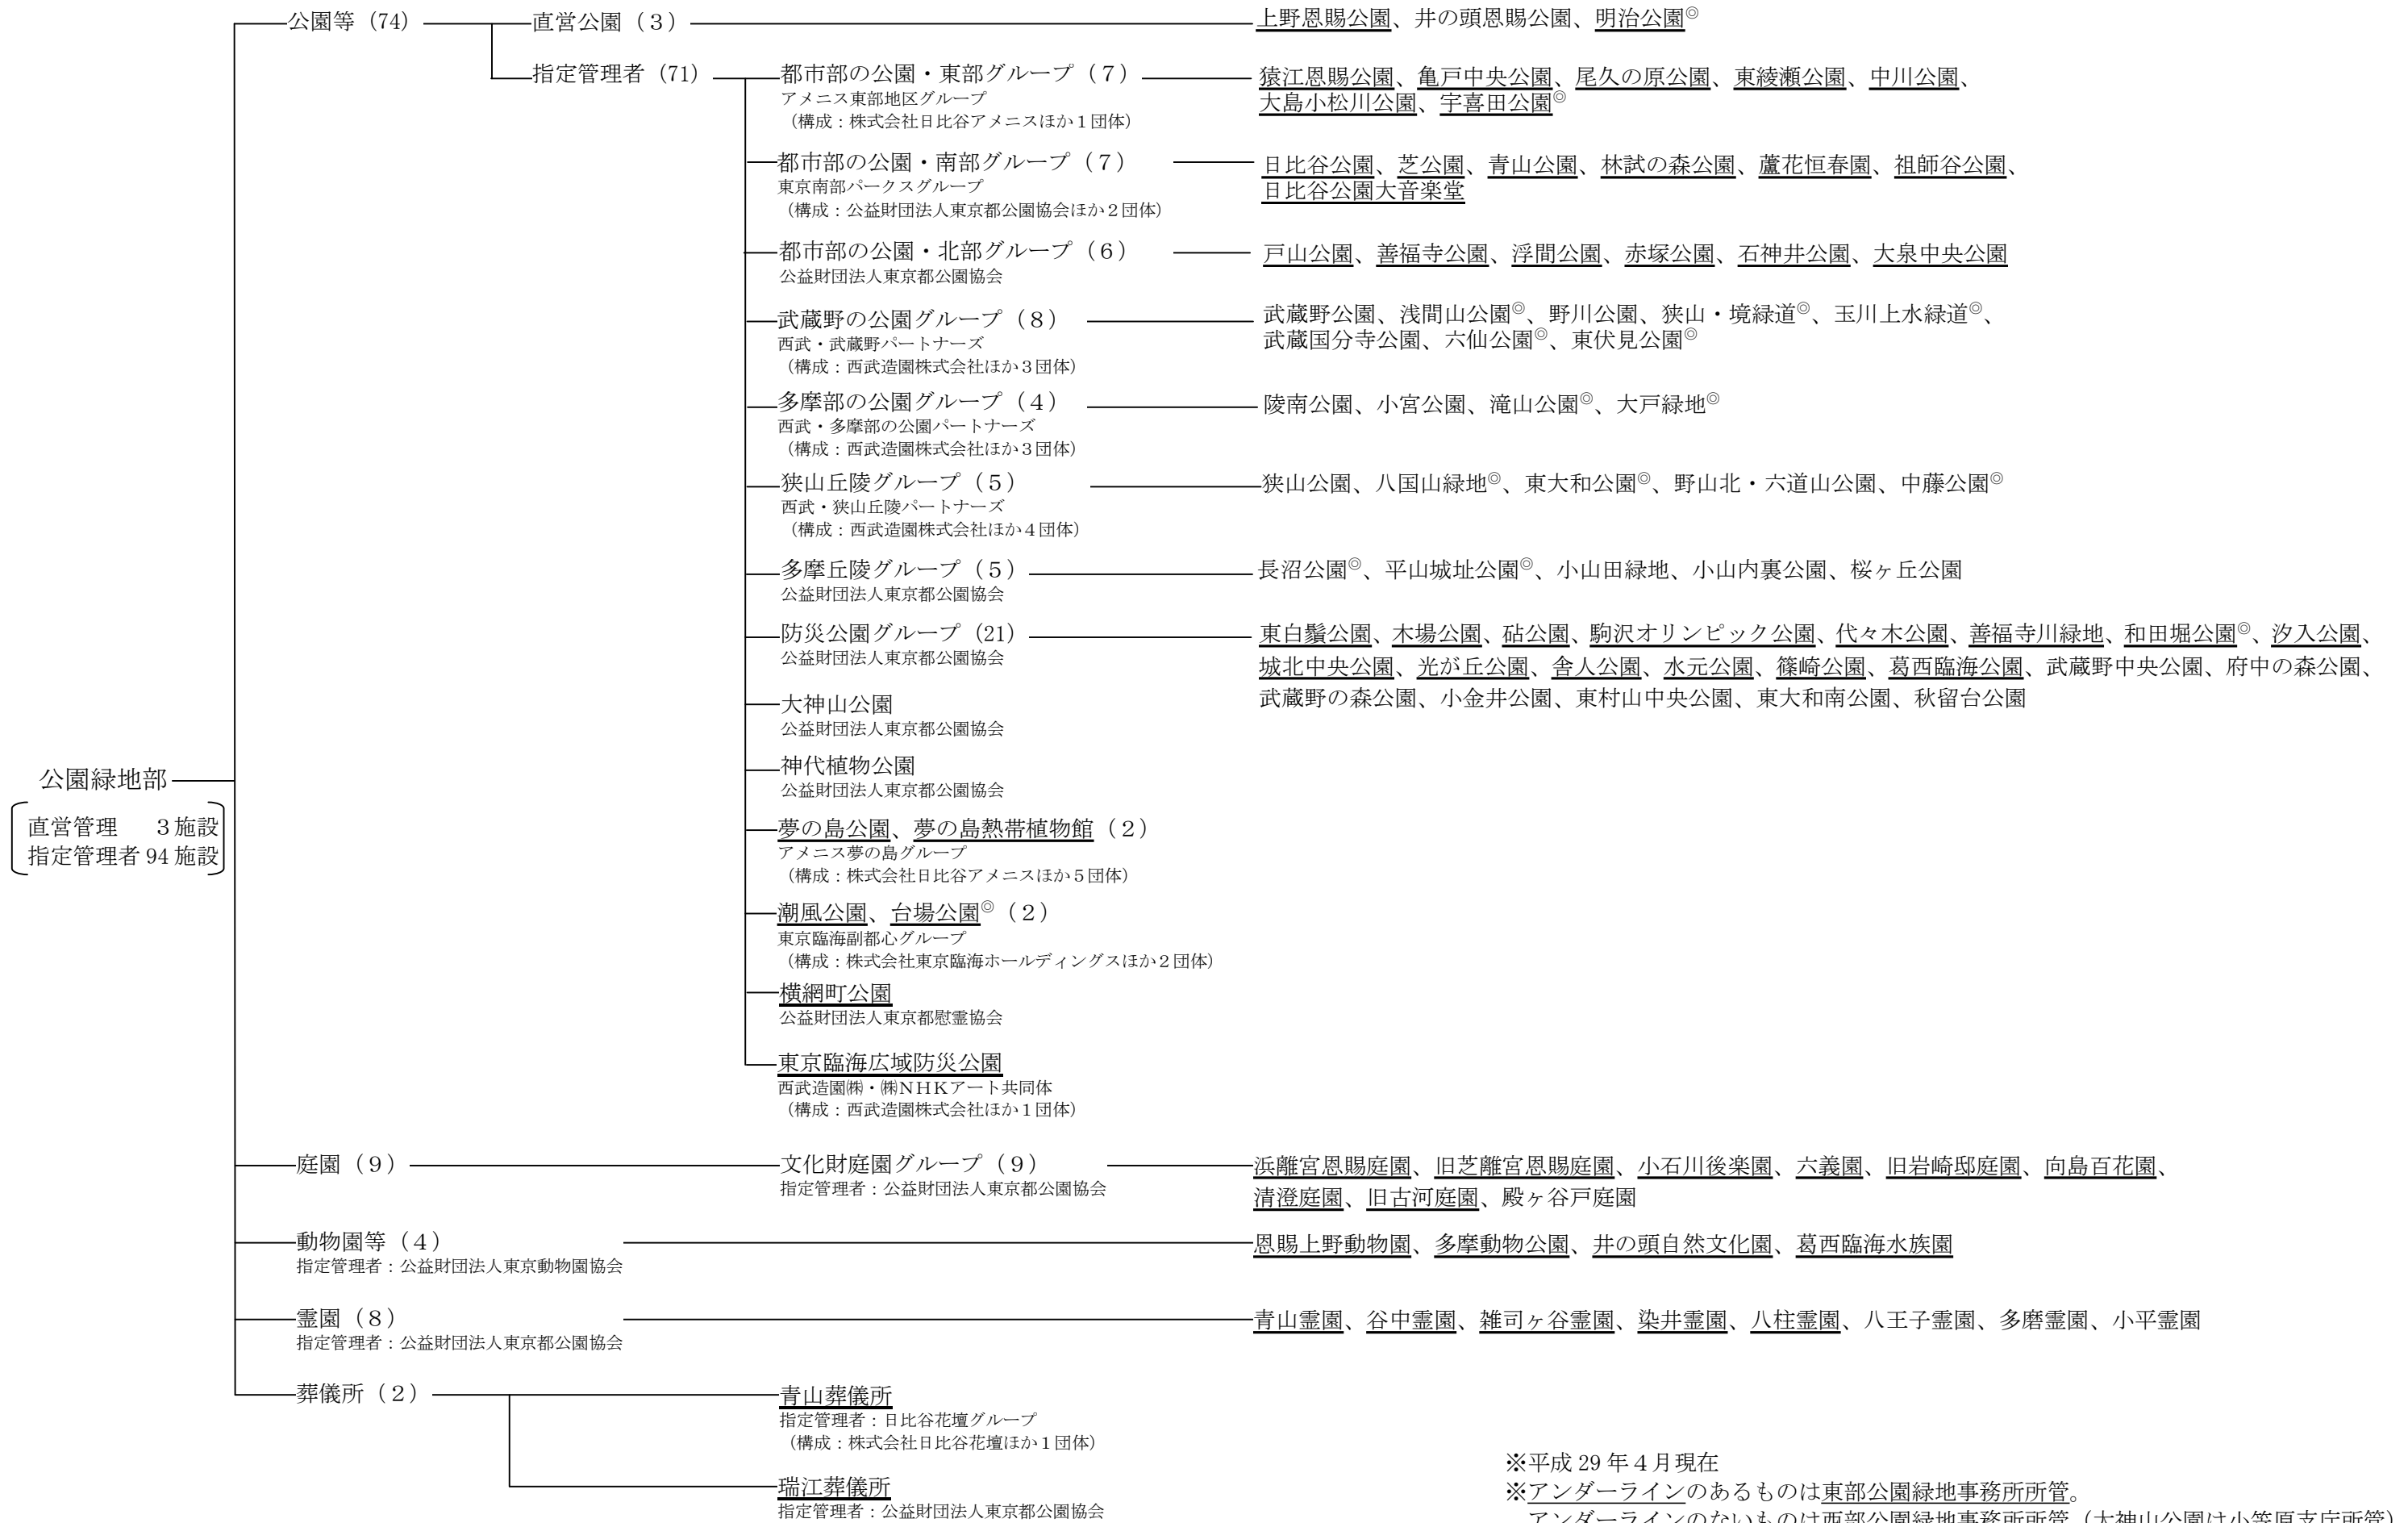 公園等（74） 直営公園（３） 上野恩賜公園、井の頭恩賜公園、明治公園◎
指定管理者（71） 都市部の公園・東部グループ（７） 猿江恩賜公園、亀戸中央公園、尾久の原公園、東綾瀬公園、中川公園、
アメニス東部地区グループ 大島小松川公園、宇喜田公園◎
（構成：株式会社日比谷アメニスほか１団体）
都市部の公園・南部グループ（７） 日比谷公園、芝公園、青山公園、林試の森公園、蘆花恒春園、祖師谷公園、
東京南部パークスグループ 日比谷公園大音楽堂
（構成：公益財団法人東京都公園協会ほか２団体）
都市部の公園・北部グループ（６） 戸山公園、善福寺公園、浮間公園、赤塚公園、石神井公園、大泉中央公園
公益財団法人東京都公園協会
武蔵野の公園グループ（８） 武蔵野公園、浅間山公園◎、野川公園、狭山・境緑道◎、玉川上水緑道◎、
西武・武蔵野パートナーズ 武蔵国分寺公園、六仙公園◎、東伏見公園◎
（構成：西武造園株式会社ほか３団体）
多摩部の公園グループ（４） 陵南公園、小宮公園、滝山公園◎、大戸緑地◎
西武・多摩部の公園パートナーズ
（構成：西武造園株式会社ほか３団体）
狭山丘陵グループ（５） 狭山公園、八国山緑地◎、東大和公園◎、野山北・六道山公園、中藤公園◎
西武・狭山丘陵パートナーズ
（構成：西武造園株式会社ほか４団体）
多摩丘陵グループ（５） 長沼公園◎、平山城址公園◎、小山田緑地、小山内裏公園、桜ヶ丘公園
公益財団法人東京都公園協会
防災公園グループ（21） 東白鬚公園、木場公園、砧公園、駒沢オリンピック公園、代々木公園、善福寺川緑地、和田堀公園◎、汐入公園、
公益財団法人東京都公園協会 城北中央公園、光が丘公園、舎人公園、水元公園、篠崎公園、葛西臨海公園、武蔵野中央公園、府中の森公園、
武蔵野の森公園、小金井公園、東村山中央公園、東大和南公園、秋留台公園
大神山公園
公益財団法人東京都公園協会
神代植物公園
公益財団法人東京都公園協会
公園緑地部
直営管理 ３施設
指定管理者 94 施設
夢の島公園、夢の島熱帯植物館（２）
アメニス夢の島グループ
（構成：株式会社日比谷アメニスほか５団体）
潮風公園、台場公園◎（２）
東京臨海副都心グループ
（構成：株式会社東京臨海ホールディングスほか２団体）
横網町公園
公益財団法人東京都慰霊協会
東京臨海広域防災公園
西武造園㈱・㈱ＮＨＫアート共同体
（構成：西武造園株式会社ほか１団体）
庭園（９） 文化財庭園グループ（９） 浜離宮恩賜庭園、旧芝離宮恩賜庭園、小石川後楽園、六義園、旧岩崎邸庭園、向島百花園、
指定管理者：公益財団法人東京都公園協会 清澄庭園、旧古河庭園、殿ヶ谷戸庭園
動物園等（４） 恩賜上野動物園、多摩動物公園、井の頭自然文化園、葛西臨海水族園
指定管理者：公益財団法人東京動物園協会
霊園（８） 青山霊園、谷中霊園、雑司ヶ谷霊園、染井霊園、八柱霊園、八王子霊園、多磨霊園、小平霊園
指定管理者：公益財団法人東京都公園協会
葬儀所（２） 青山葬儀所
指定管理者：日比谷花壇グループ
（構成：株式会社日比谷花壇ほか１団体）
瑞江葬儀所
指定管理者：公益財団法人東京都公園協会
※平成 29 年４月現在
※アンダーラインのあるものは東部公園緑地事務所所管。
アンダーラインのないものは西部公園緑地事務所所管（大神山公園は小笠原支庁所管）